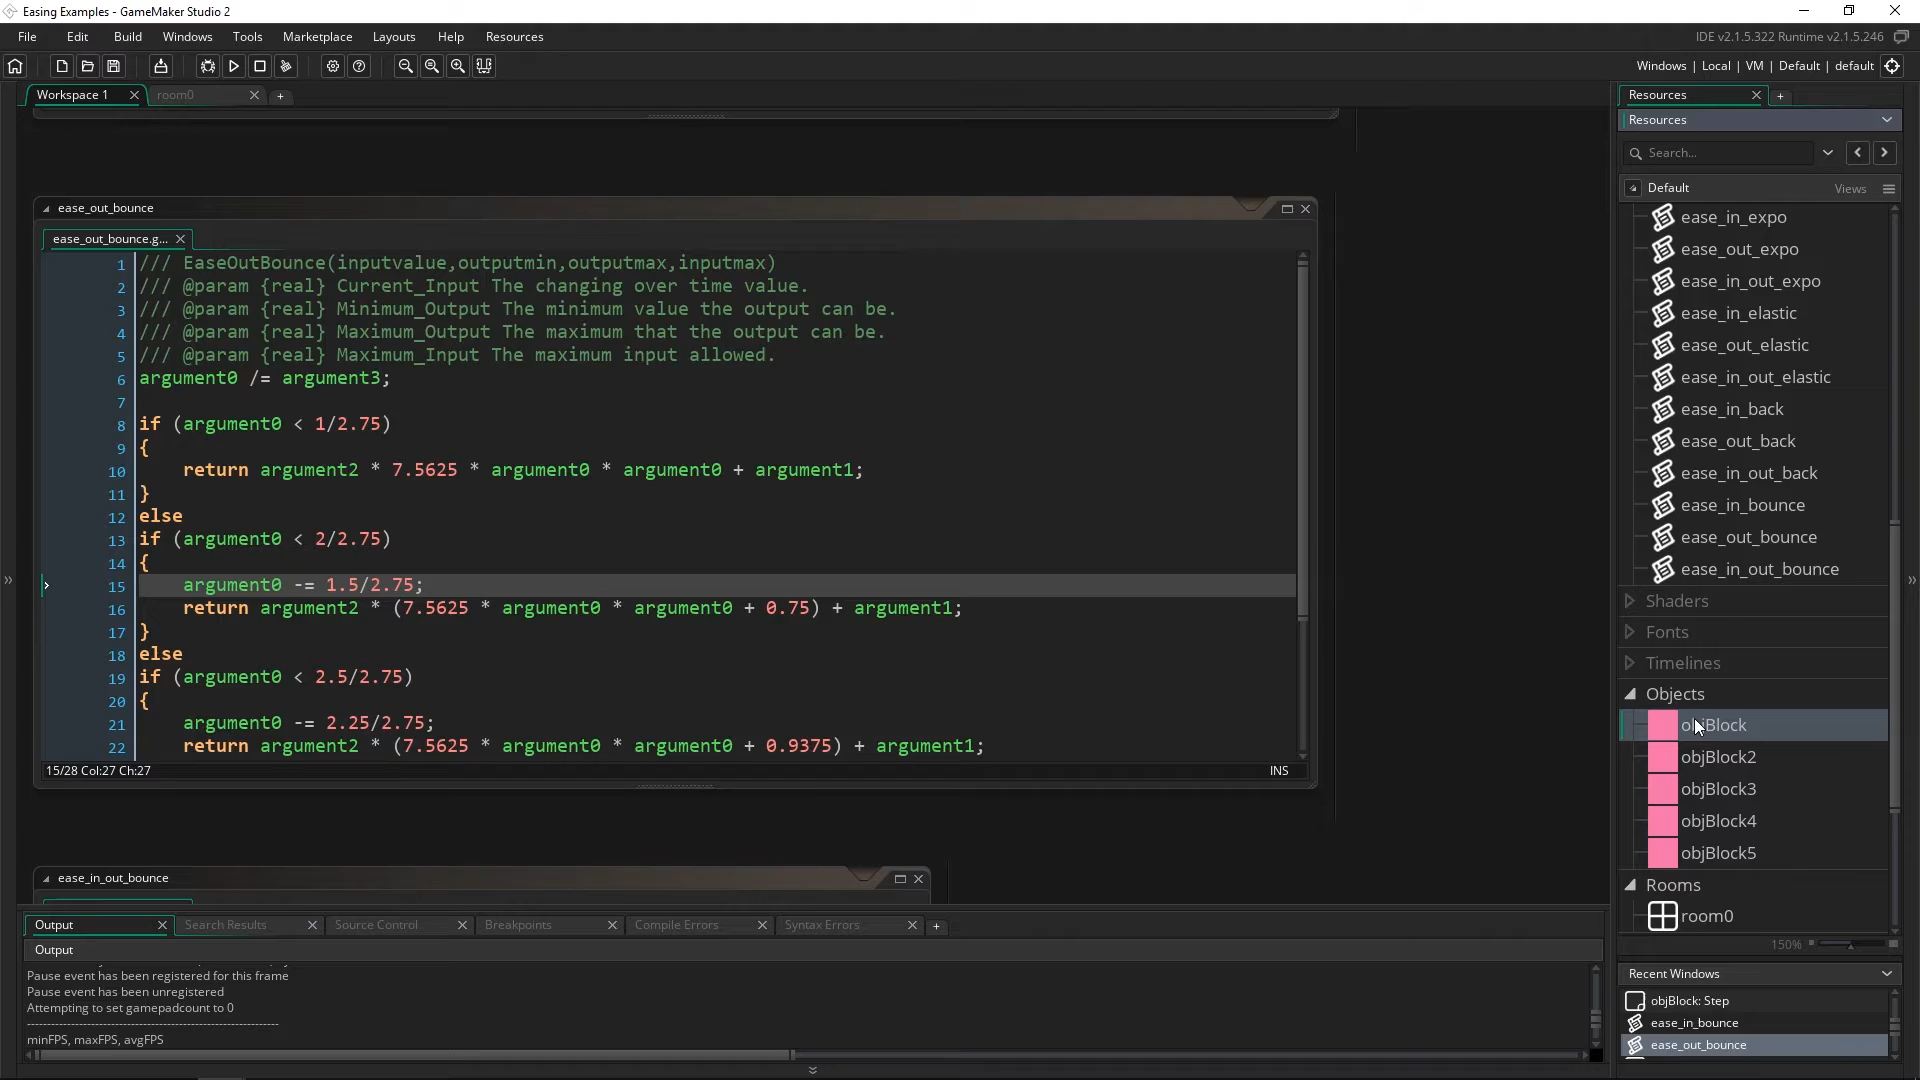 Easing Examples - GameMaker Studio 2
File Edit Build Windows Tools Marketplace Layouts Help Resources
IDE v2.1.5.322 Runtime v2.1.5.246
Windows | Local | VM | Default | default
Workspace 1
room0
ease_out_bounce
ease_out_bounce.g...
1 /// EaseOutBounce(inputvalue,outputmin,outputmax,inputmax)
2 /// @param {real} Current_Input The changing over time value.
3 /// @param {real} Minimum_Output The minimum value the output can be.
4 /// @param {real} Maximum_Output The maximum that the output can be.
5 /// @param {real} Maximum_Input The maximum input allowed.
6 argument0 /= argument3;
7
8 if (argument0 < 1/2.75)
9 {
10 return argument2 * 7.5625 * argument0 * argument0 + argument1;
11 }
12 else
13 if (argument0 < 2/2.75)
14 {
15 argument0 -= 1.5/2.75;
16 return argument2 * (7.5625 * argument0 * argument0 + 0.75) + argument1;
17 }
18 else
19 if (argument0 < 2.5/2.75)
20 {
21 argument0 -= 2.25/2.75;
22 return argument2 * (7.5625 * argument0 * argument0 + 0.9375) + argument1;
15/28 Col:27 Ch:27
INS
ease_in_out_bounce
Output
Search Results
Source Control
Breakpoints
Compile Errors
Syntax Errors
Output
Pause event has been registered for this frame
Pause event has been unregistered
Attempting to set gamepadcount to 0
minFPS, maxFPS, avgFPS
Resources
Resources
Search...
Default
Views
ease_in_expo
ease_out_expo
ease_in_out_expo
ease_in_elastic
ease_out_elastic
ease_in_out_elastic
ease_in_back
ease_out_back
ease_in_out_back
ease_in_bounce
ease_out_bounce
ease_in_out_bounce
Shaders
Fonts
Timelines
Objects
objBlock
objBlock2
objBlock3
objBlock4
objBlock5
Rooms
room0
150%
Recent Windows
objBlock: Step
ease_in_bounce
ease_out_bounce